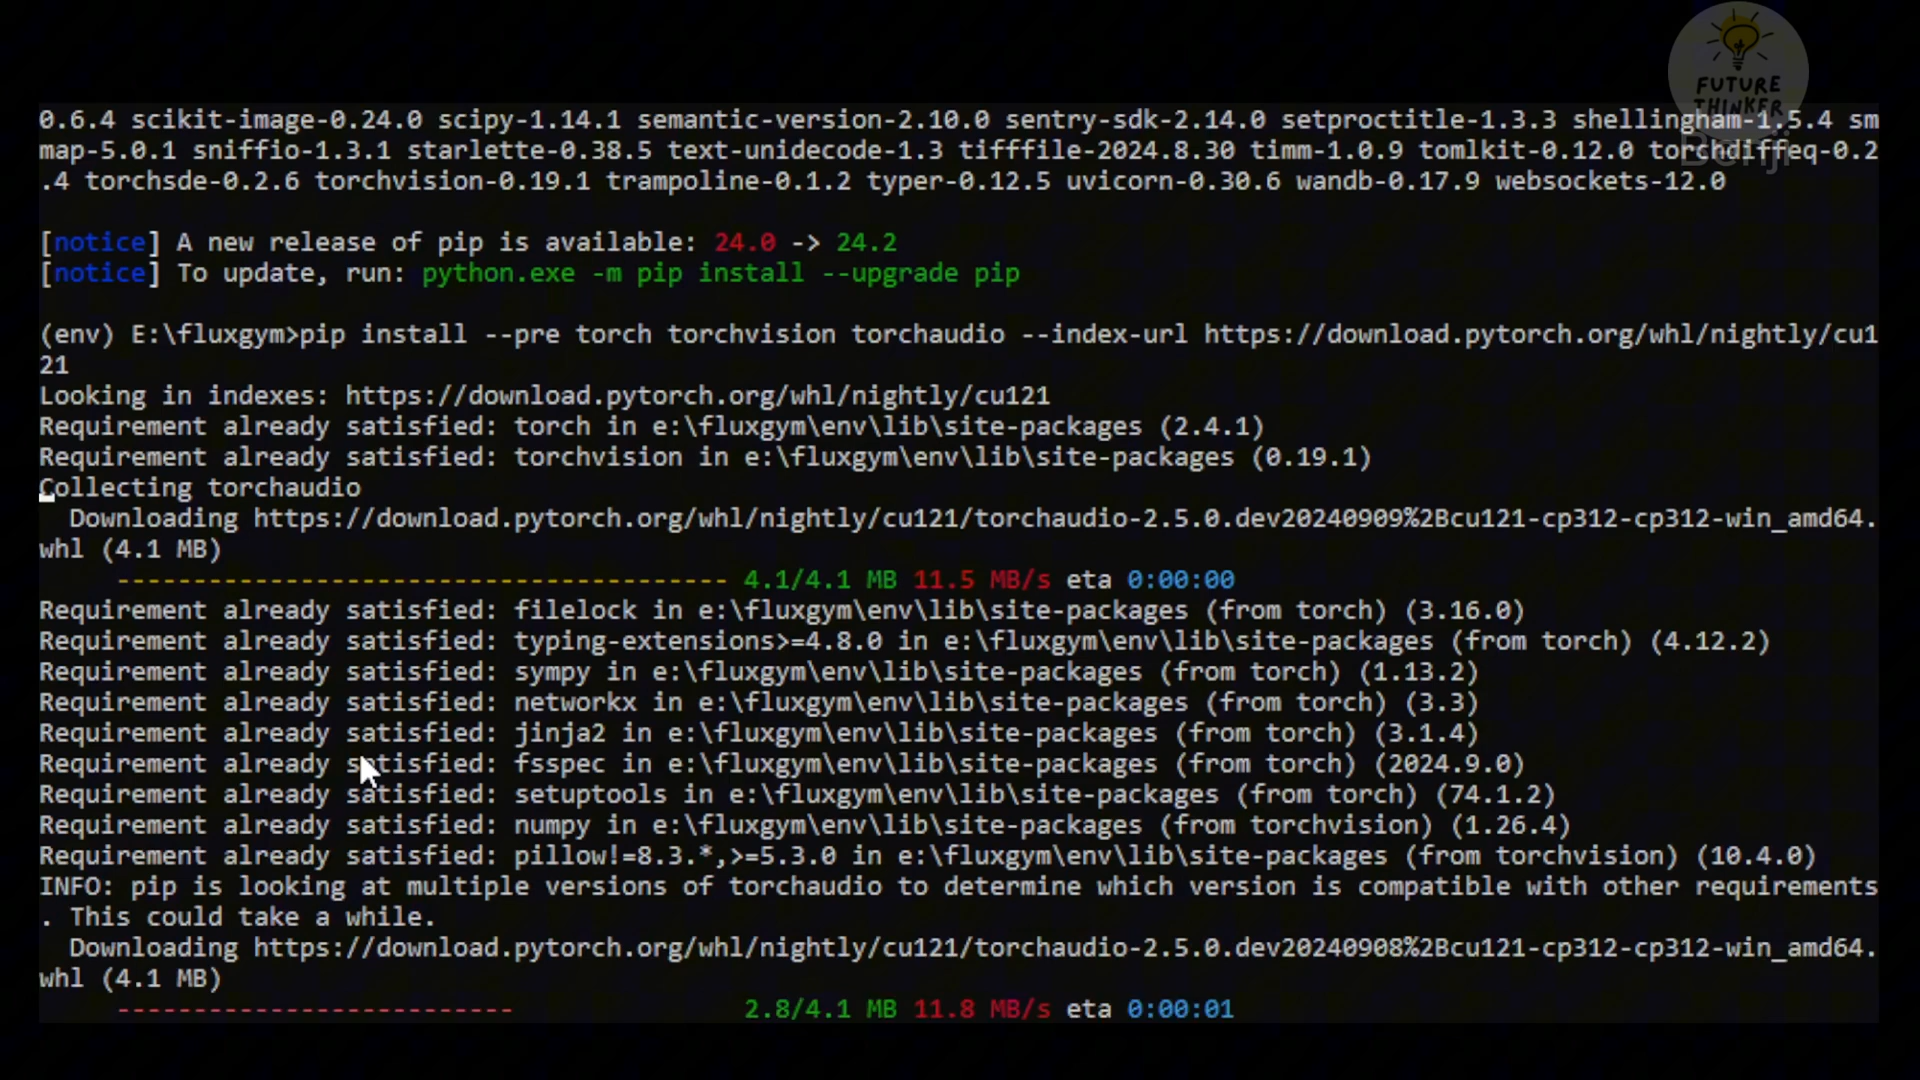 FUTURE
THINKER
Benji
0.6.4 scikit-image-0.24.0 scipy-1.14.1 semantic-version-2.10.0 sentry-sdk-2.14.0 setproctitle-1.3.3 shellingham-1.5.4 sm
map-5.0.1 sniffio-1.3.1 starlette-0.38.5 text-unidecode-1.3 tifffile-2024.8.30 timm-1.0.9 tomlkit-0.12.0 torchdiffeq-0.2
.4 torchsde-0.2.6 torchvision-0.19.1 trampoline-0.1.2 typer-0.12.5 uvicorn-0.30.6 wandb-0.17.9 websockets-12.0
[notice] A new release of pip is available: 24.0 -> 24.2
[notice] To update, run: python.exe -m pip install --upgrade pip
(env) E:\fluxgym>pip install --pre torch torchvision torchaudio --index-url https://download.pytorch.org/whl/nightly/cu1
21
Looking in indexes: https://download.pytorch.org/whl/nightly/cu121
Requirement already satisfied: torch in e:\fluxgym\env\lib\site-packages (2.4.1)
Requirement already satisfied: torchvision in e:\fluxgym\env\lib\site-packages (0.19.1)
Collecting torchaudio
Downloading https://download.pytorch.org/whl/nightly/cu121/torchaudio-2.5.0.dev20240909%2Bcu121-cp312-cp312-win_amd64.
whl (4.1 MB)
---------------------------------------- 4.1/4.1 MB 11.5 MB/s eta 0:00:00
Requirement already satisfied: filelock in e:\fluxgym\env\lib\site-packages (from torch) (3.16.0)
Requirement already satisfied: typing-extensions>=4.8.0 in e:\fluxgym\env\lib\site-packages (from torch) (4.12.2)
Requirement already satisfied: sympy in e:\fluxgym\env\lib\site-packages (from torch) (1.13.2)
Requirement already satisfied: networkx in e:\fluxgym\env\lib\site-packages (from torch) (3.3)
Requirement already satisfied: jinja2 in e:\fluxgym\env\lib\site-packages (from torch) (3.1.4)
Requirement already satisfied: fsspec in e:\fluxgym\env\lib\site-packages (from torch) (2024.9.0)
Requirement already satisfied: setuptools in e:\fluxgym\env\lib\site-packages (from torch) (74.1.2)
Requirement already satisfied: numpy in e:\fluxgym\env\lib\site-packages (from torchvision) (1.26.4)
Requirement already satisfied: pillow!=8.3.*,>=5.3.0 in e:\fluxgym\env\lib\site-packages (from torchvision) (10.4.0)
INFO: pip is looking at multiple versions of torchaudio to determine which version is compatible with other requirements
. This could take a while.
Downloading https://download.pytorch.org/whl/nightly/cu121/torchaudio-2.5.0.dev20240908%2Bcu121-cp312-cp312-win_amd64.
whl (4.1 MB)
-------------------------- 2.8/4.1 MB 11.8 MB/s eta 0:00:01